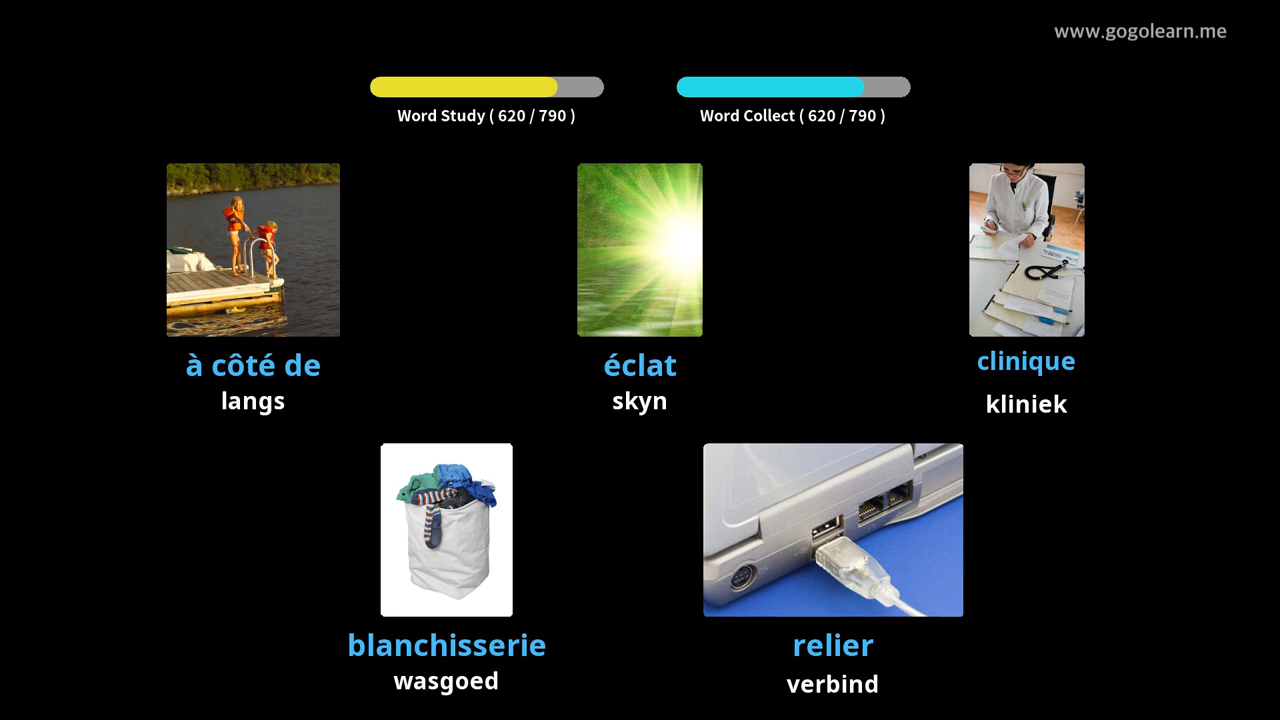 www.gogolearn.me
Word Study ( 620 / 790 )
Word Collect ( 620 / 790 )
à côté de
langs
éclat
skyn
clinique
kliniek
blanchisserie
wasgoed
relier
verbind